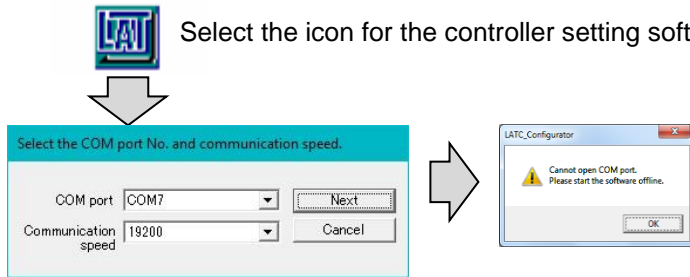 LAT
Select the icon for the controller setting soft
Select the COM port No. and communication speed.
COM port COM7 Next
Communication speed 19200 Cancel
LATC_Configurator
Cannot open COM port.
Please start the software offline.
OK